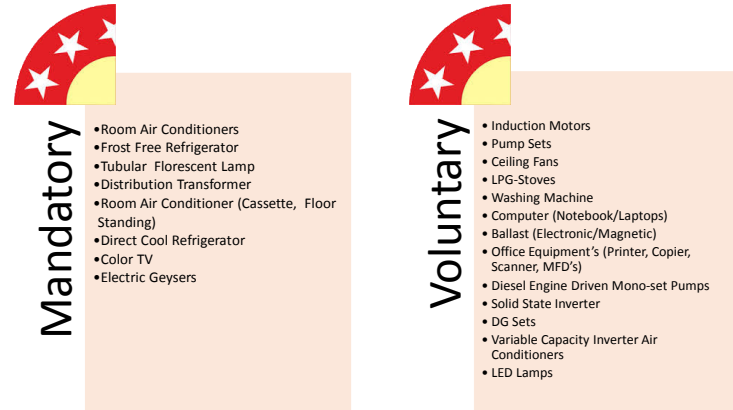 Mandatory
•Room Air Conditioners
•Frost Free Refrigerator
•Tubular Florescent Lamp
•Distribution Transformer
•Room Air Conditioner (Cassette, Floor
Standing)
•Direct Cool Refrigerator
•Color TV
•Electric Geysers
Voluntary
• Induction Motors
• Pump Sets
• Ceiling Fans
• LPG-Stoves
• Washing Machine
• Computer (Notebook/Laptops)
• Ballast (Electronic/Magnetic)
• Office Equipment’s (Printer, Copier,
Scanner, MFD’s)
• Diesel Engine Driven Mono-set Pumps
• Solid State Inverter
• DG Sets
• Variable Capacity Inverter Air
Conditioners
• LED Lamps